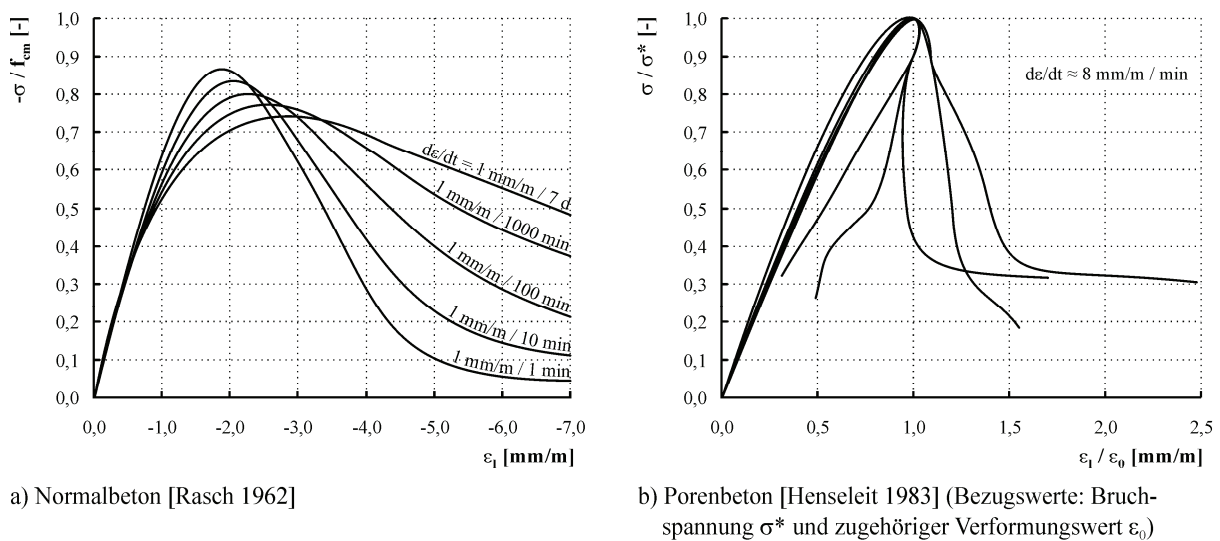 -σ / f_cm [-]
1,0
0,9
0,8
0,7
0,6
0,5
0,4
0,3
0,2
0,1
0,0
dε/dt = 1 mm/m / 7 d
1 mm/m / 1000 min
1 mm/m / 100 min
1 mm/m / 10 min
1 mm/m / 1 min
0,0 -1,0 -2,0 -3,0 -4,0 -5,0 -6,0 -7,0
ε_l [mm/m]
a) Normalbeton [Rasch 1962]
σ / σ* [-]
1,0
0,9
0,8
0,7
0,6
0,5
0,4
0,3
0,2
0,1
0,0
dε/dt ≈ 8 mm/m / min
0,0 0,5 1,0 1,5 2,0 2,5
ε_l / ε_0 [mm/m]
b) Porenbeton [Henseleit 1983] (Bezugswerte: Bruch-
spannung σ* und zugehöriger Verformungswert ε_0)